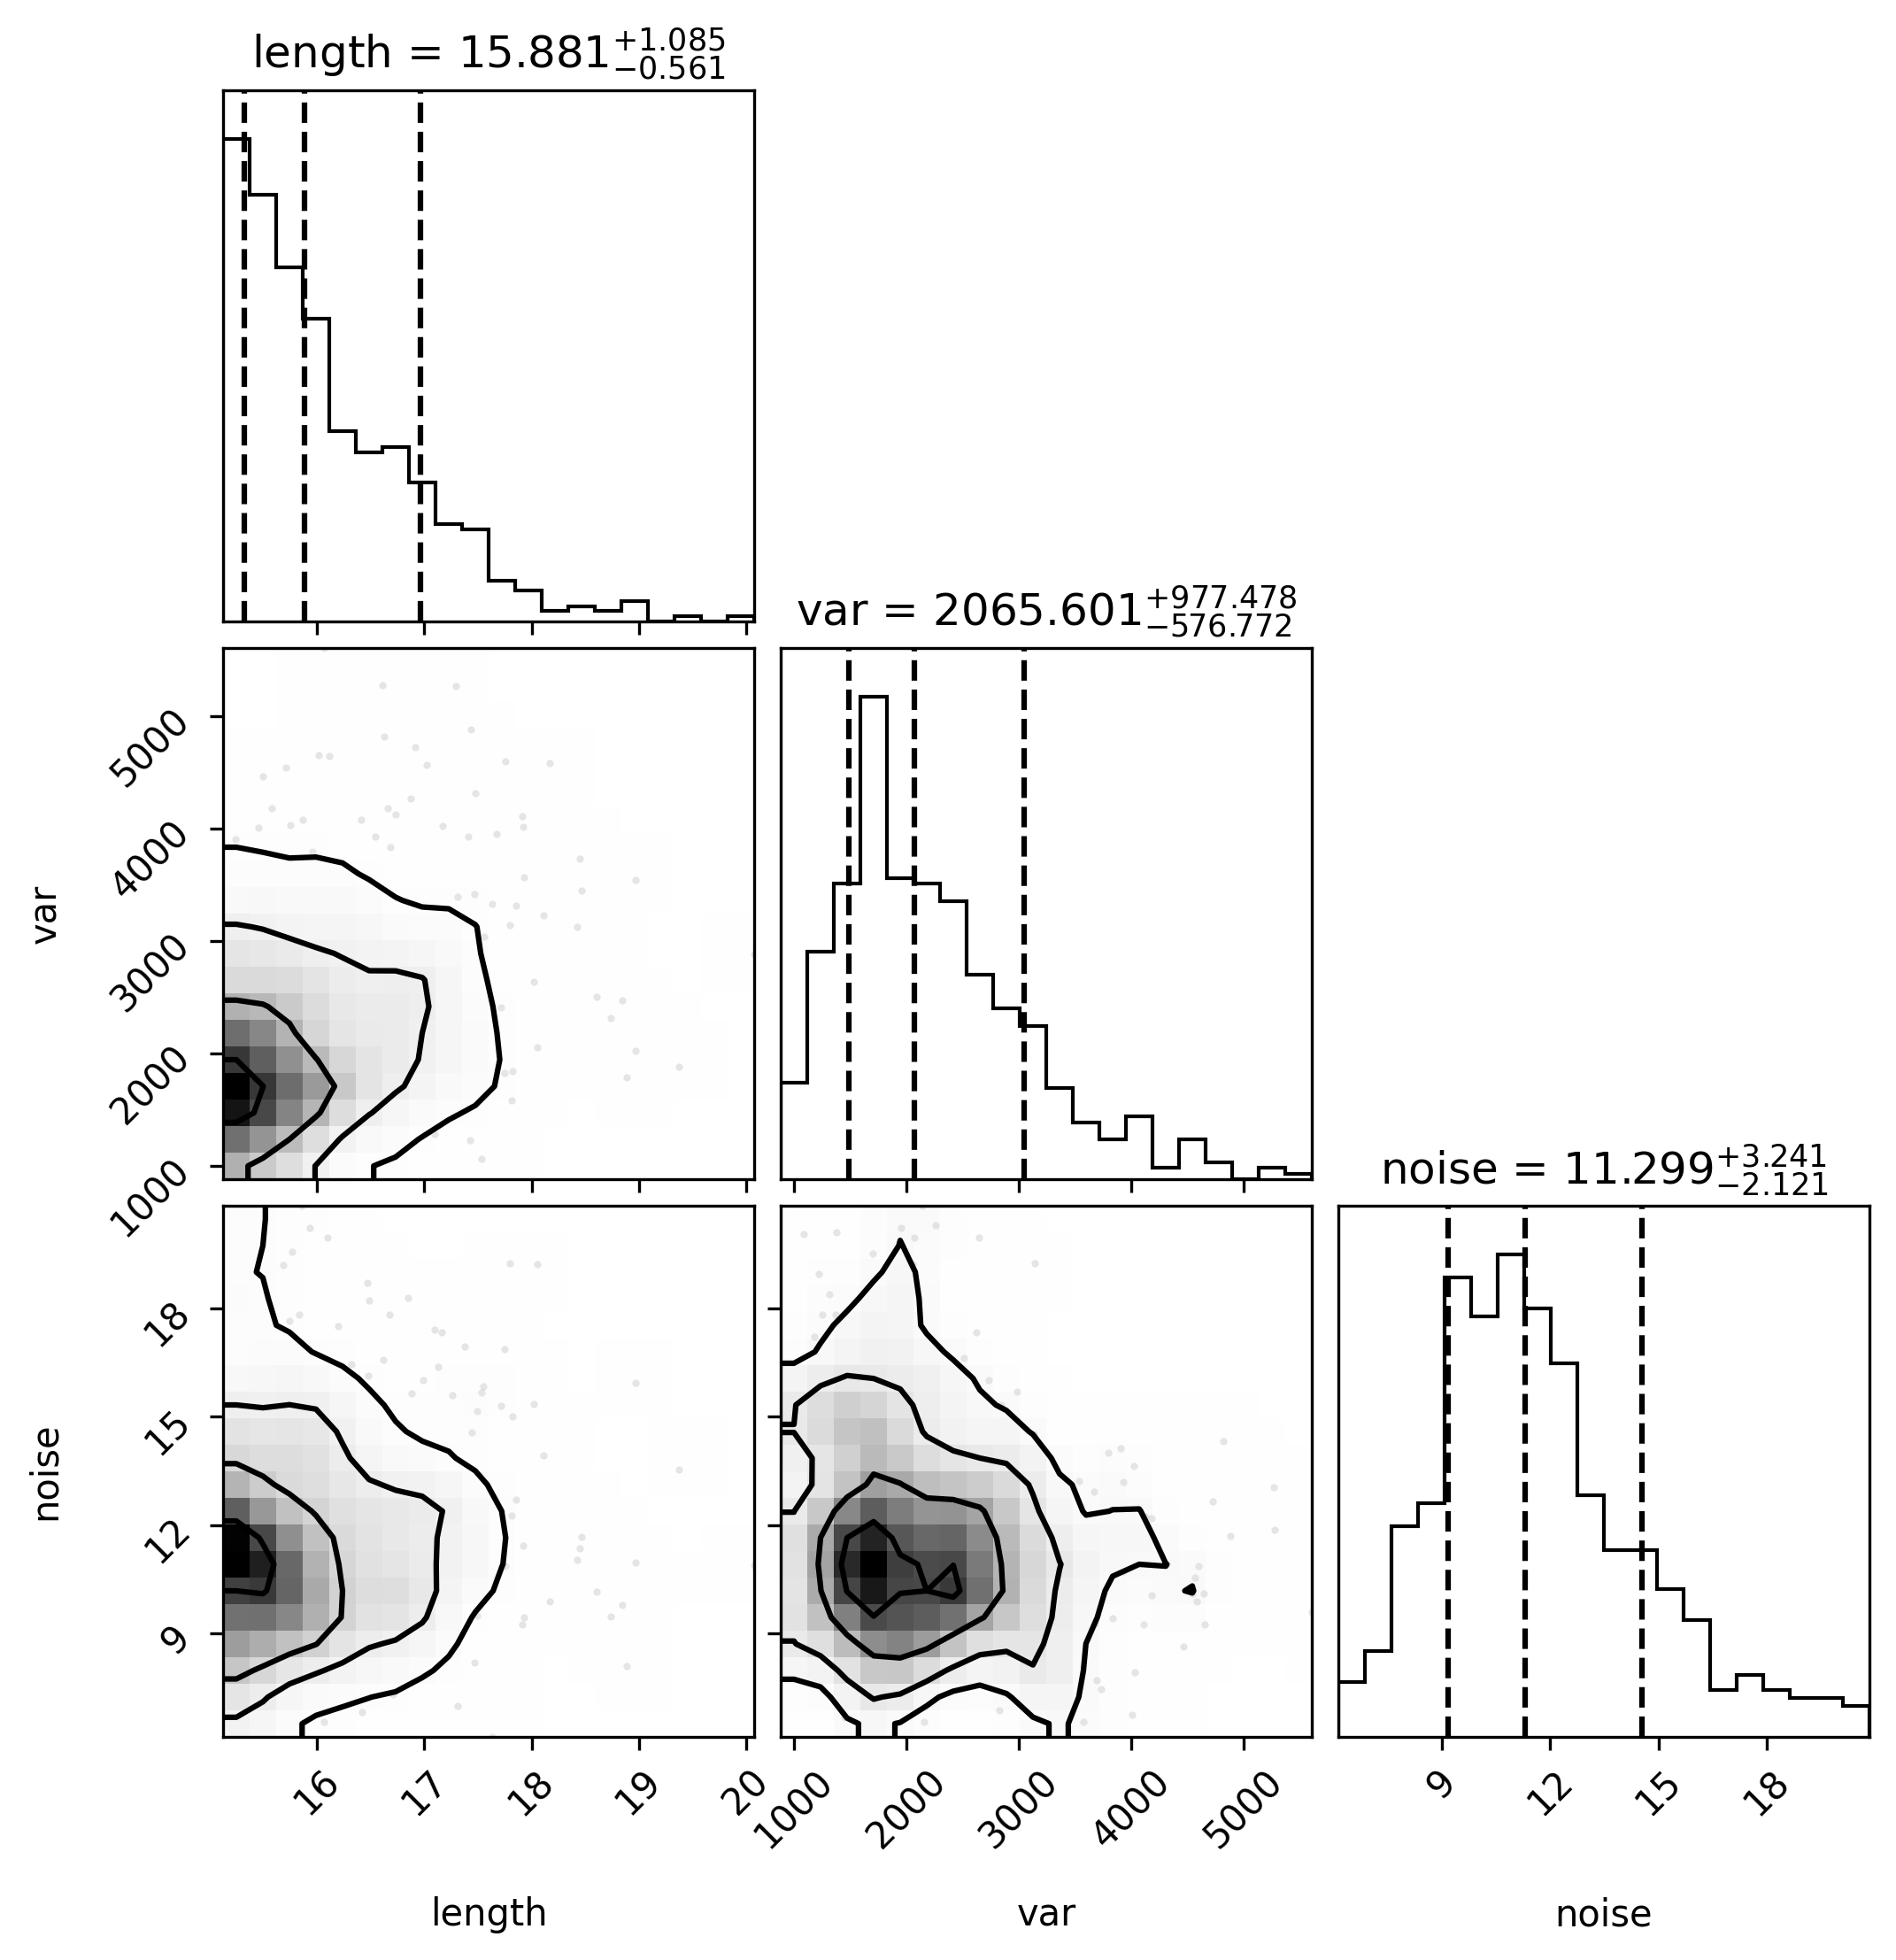 length = 15.881 +1.085 −0.561
var = 2065.601 +977.478 −576.772
5000
4000
3000
2000
1000
var
noise = 11.299 +3.241 −2.121
18
15
12
9
noise
16 17 18 19 20
1000 2000 3000 4000 5000
9 12 15 18
length
var
noise